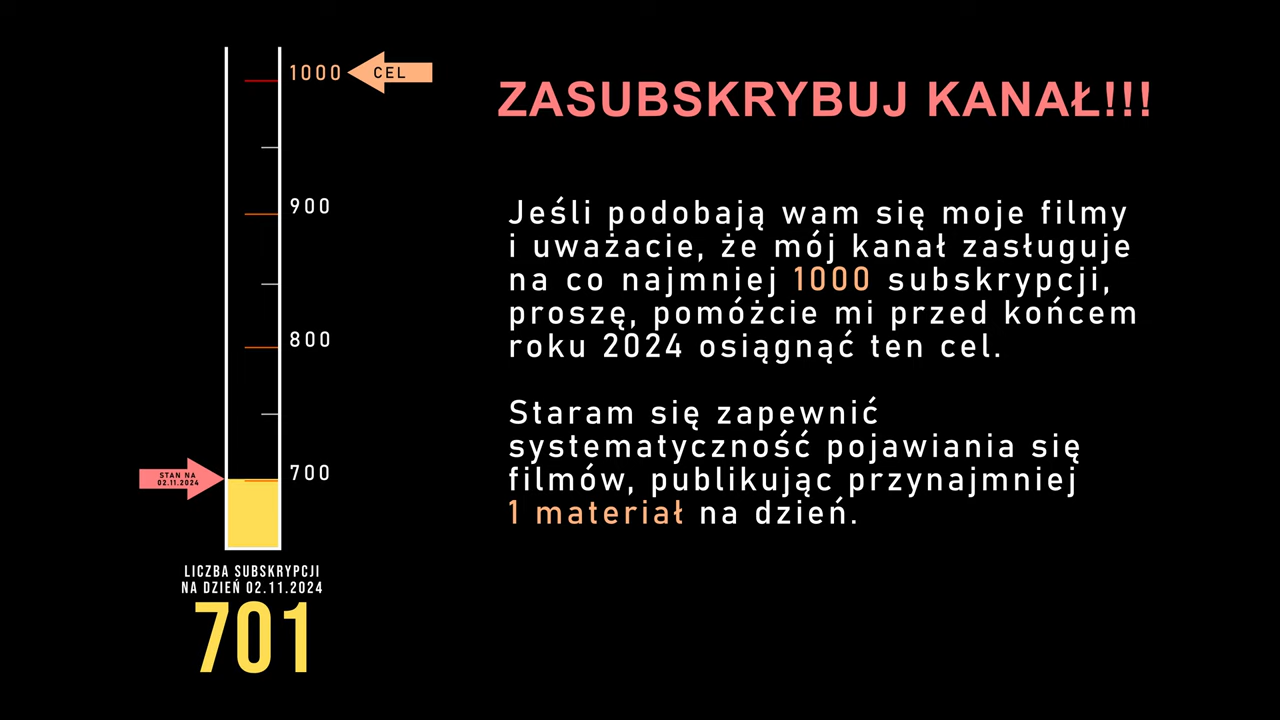 1000
CEL
900
800
700
STAN NA
02.11.2024
LICZBA SUBSKRYPCJI
NA DZIEŃ 02.11.2024
701
ZASUBSKRYBUJ KANAŁ!!!
Jeśli podobają wam się moje filmy
i uważacie, że mój kanał zasługuje
na co najmniej 1000 subskrypcji,
proszę, pomóżcie mi przed końcem
roku 2024 osiągnąć ten cel.
Staram się zapewnić
systematyczność pojawiania się
filmów, publikując przynajmniej
1 materiał na dzień.